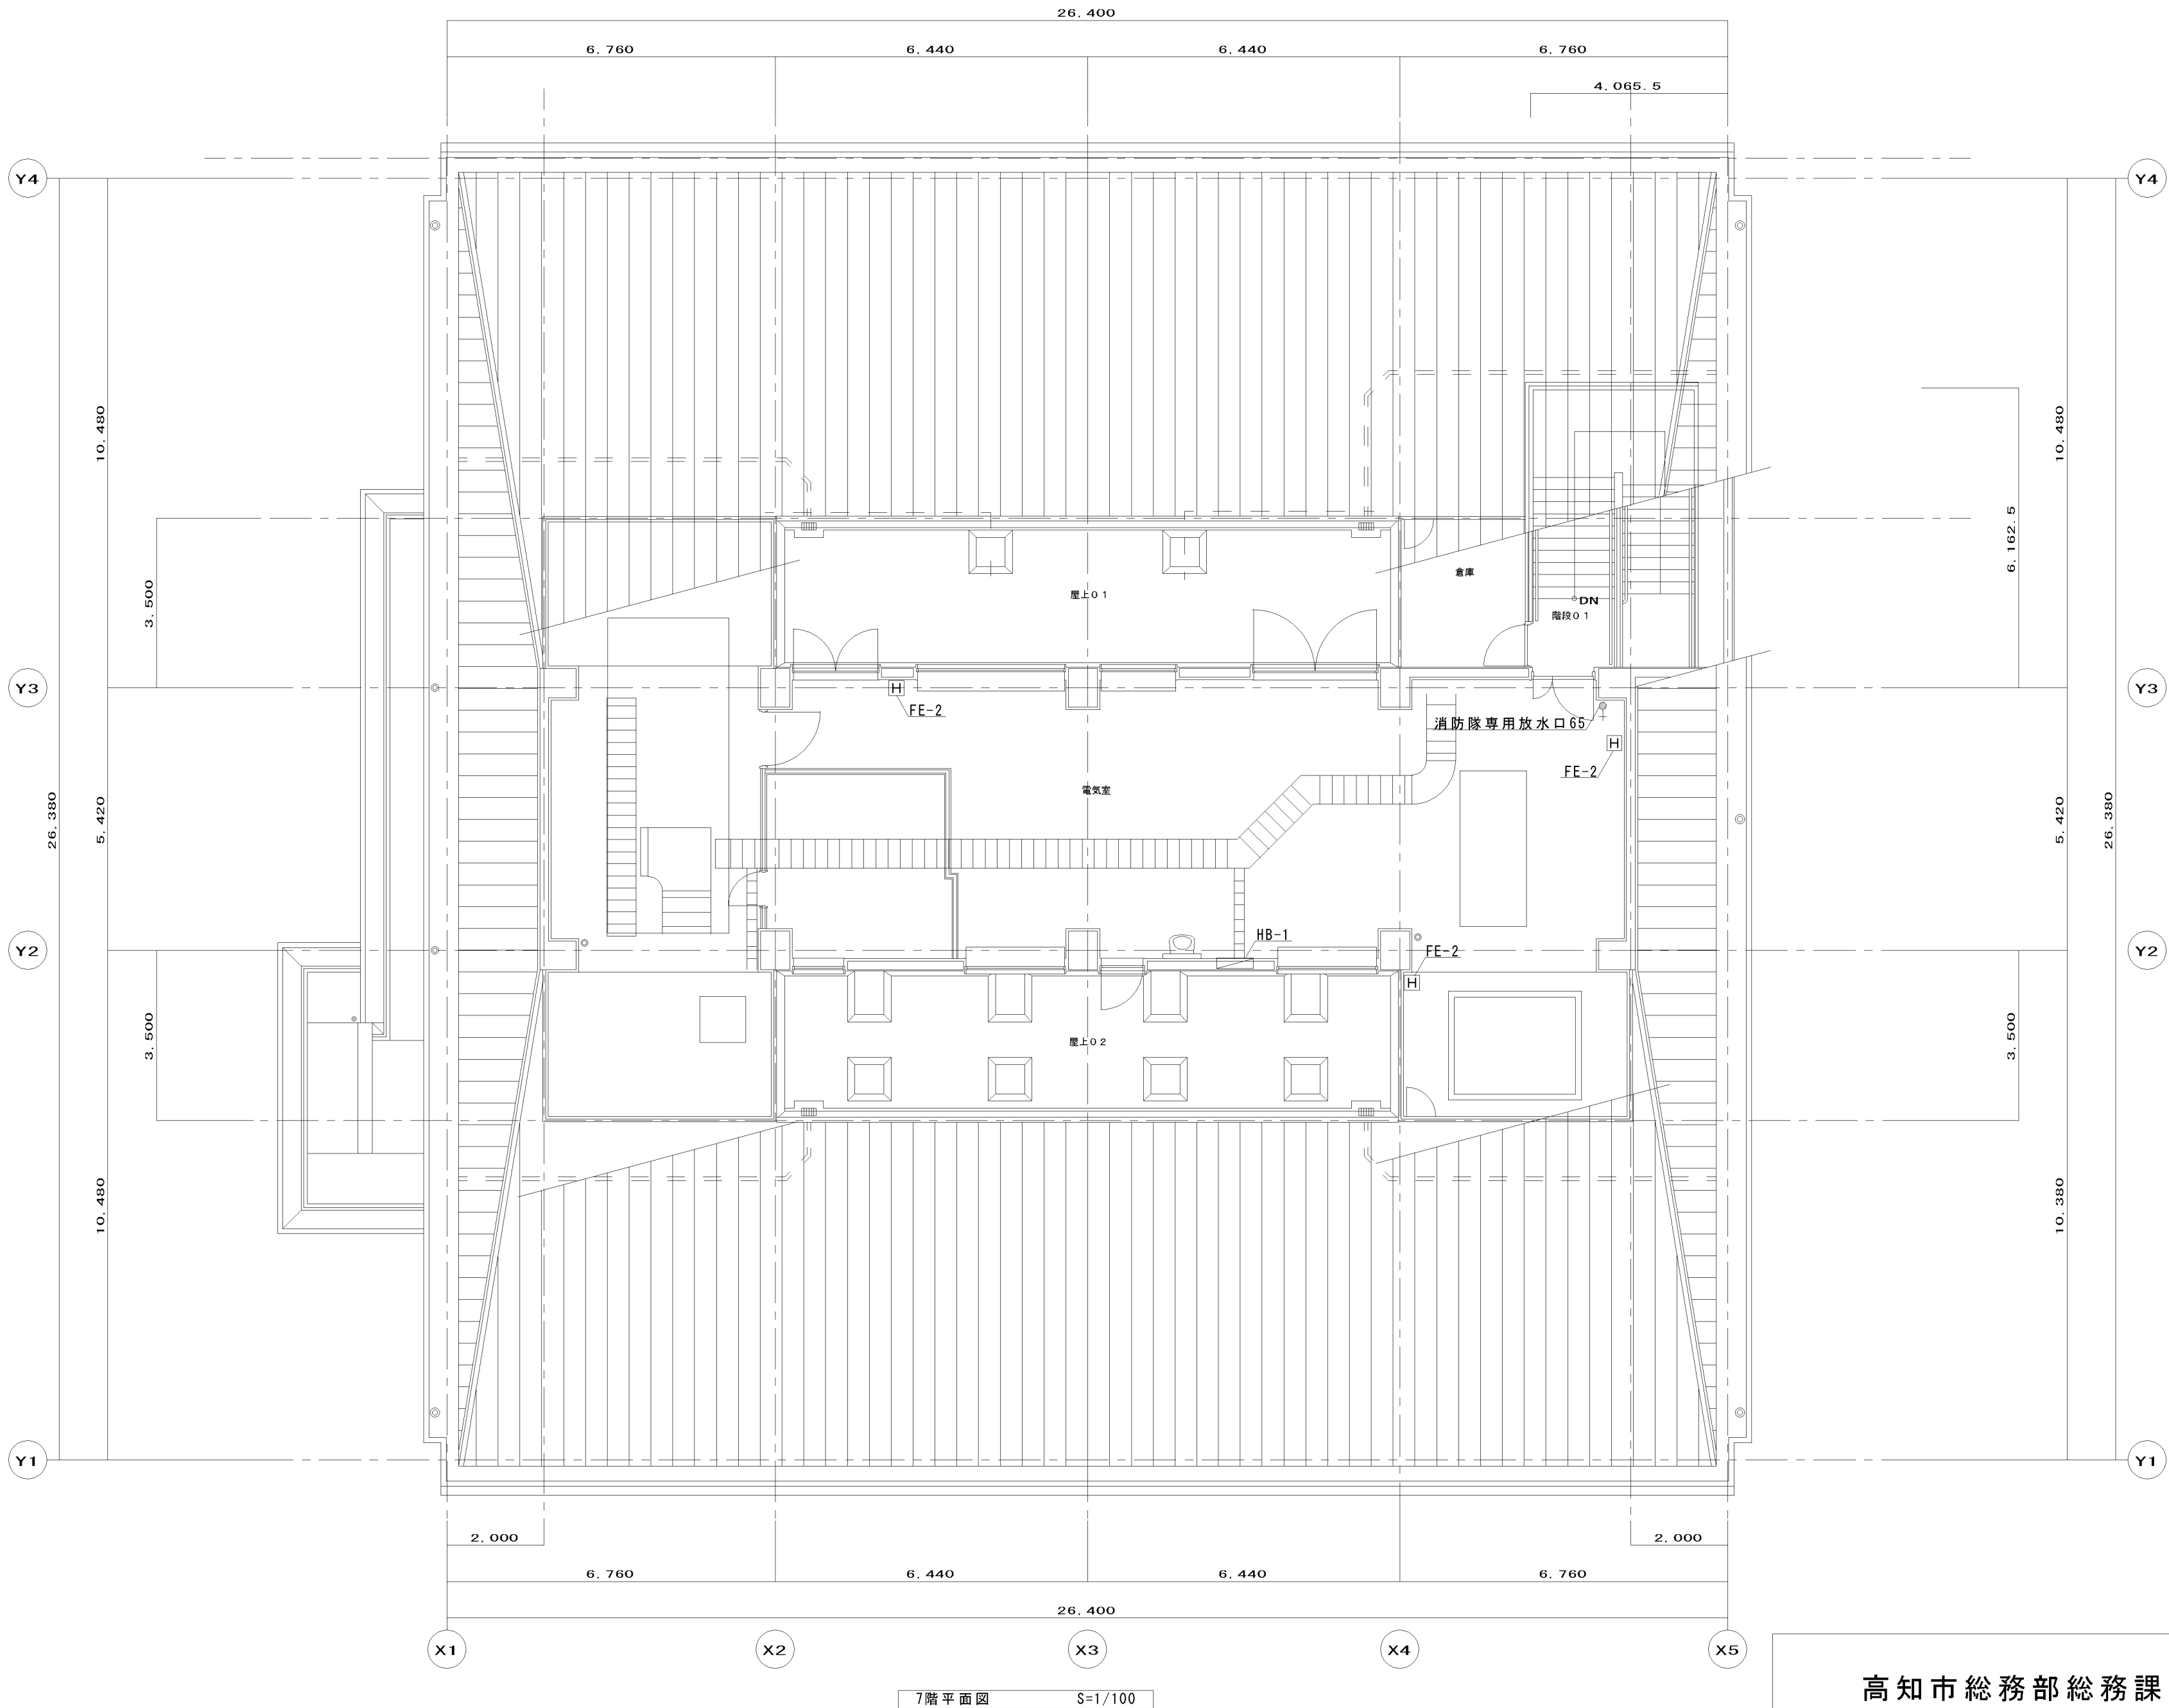 26,400
6,760 6,440 6,440 6,760
4,065.5
Y4 Y4
10,480 10,480
6,162.5
3,500
倉庫
屋上01
DN
階段01
Y3 Y3
FE-2
消防隊専用放水口65
FE-2
電気室
26,380 5,420 5,420 26,380
HB-1
FE-2
Y2 Y2
3,500 3,500
屋上02
10,480 10,380
Y1 Y1
2,000 2,000
6,760 6,440 6,440 6,760
26,400
X1 X2 X3 X4 X5
7階平面図 S=1/100
高知市総務部総務課
H
H
H